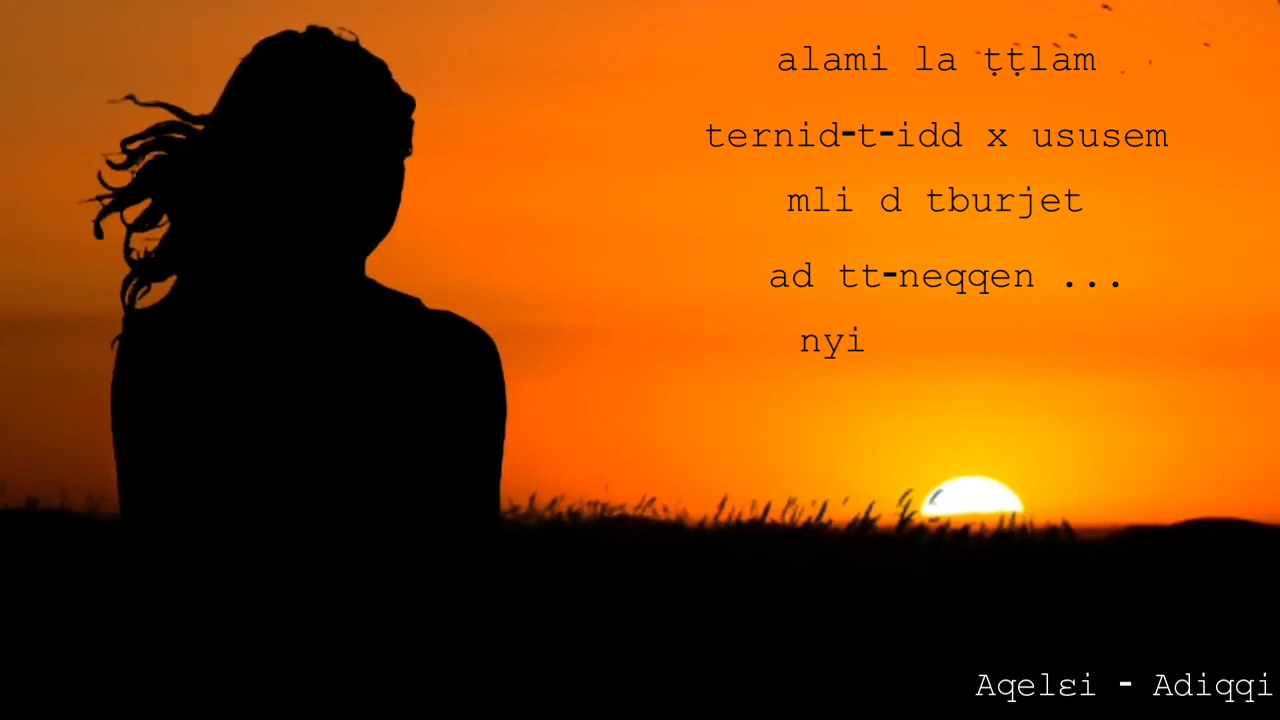 alami la ṭṭlam
ternid-t-idd x ususem
mli d tburjet
ad tt-neqqen ...
nyi
Aqelɛi - Adiqqi